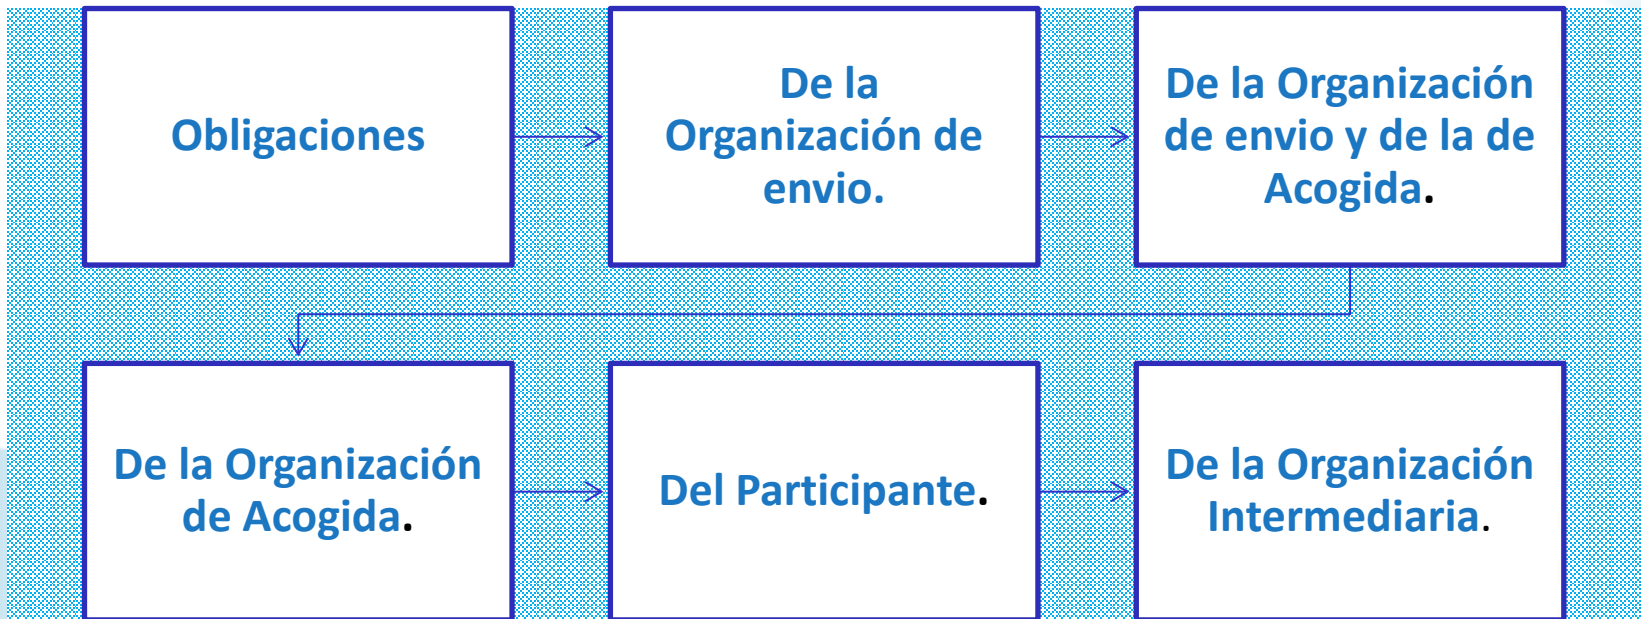 Obligaciones
De la
Organización de
envio.
De la Organización
de envio y de la de
Acogida.
De la Organización
de Acogida.
Del Participante.
De la Organización
Intermediaria.